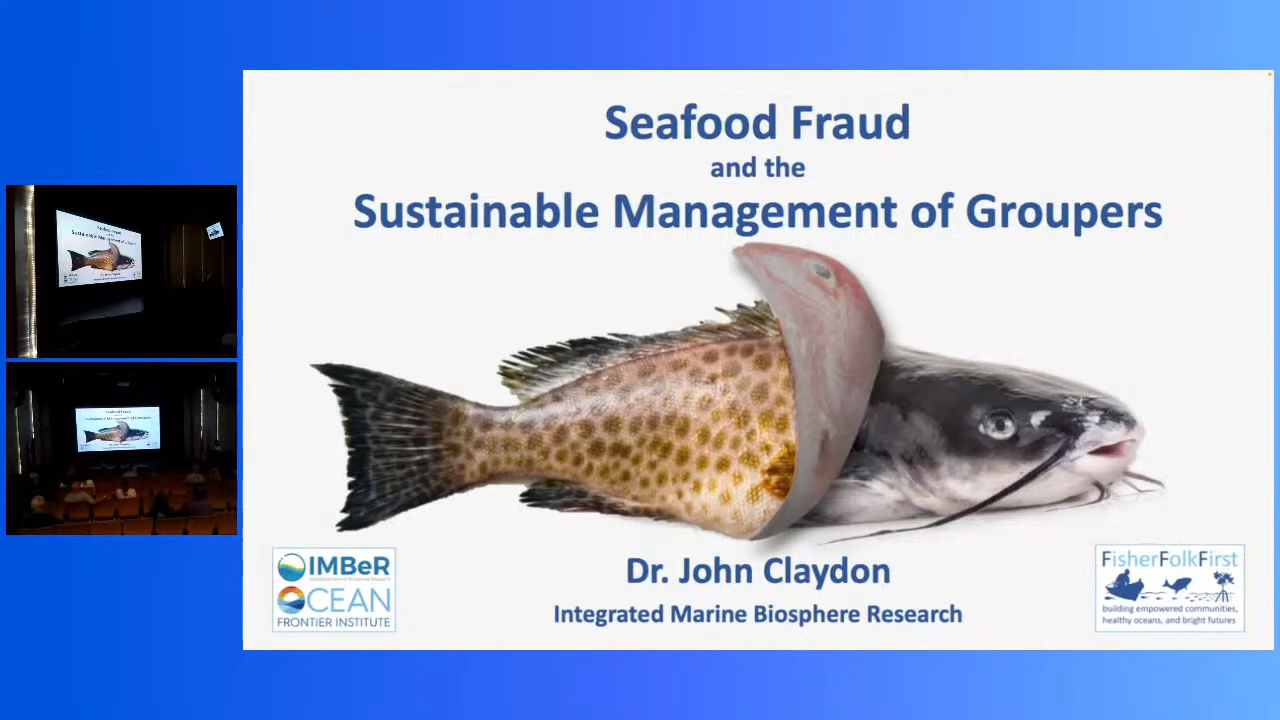 Seafood Fraud
and the
Sustainable Management of Groupers
Dr. John Claydon
Integrated Marine Biosphere Research
IMBeR
OCEAN
FRONTIER INSTITUTE
FisherFolkFirst
building empowered communities,
healthy oceans, and bright futures